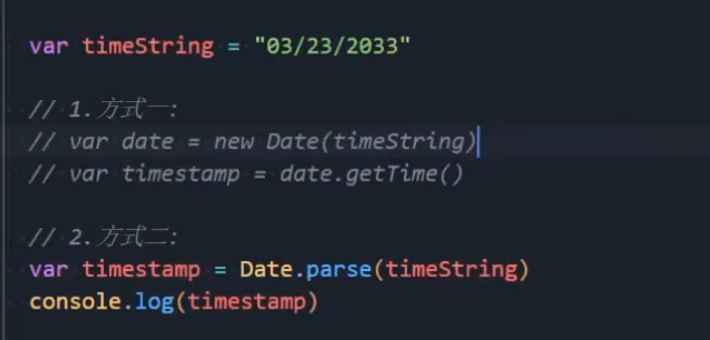 var timeString = "03/23/2033"
// 1.方式一:
// var date = new Date(timeString)
// var timestamp = date.getTime()
// 2.方式二:
var timestamp = Date.parse(timeString)
console.log(timestamp)